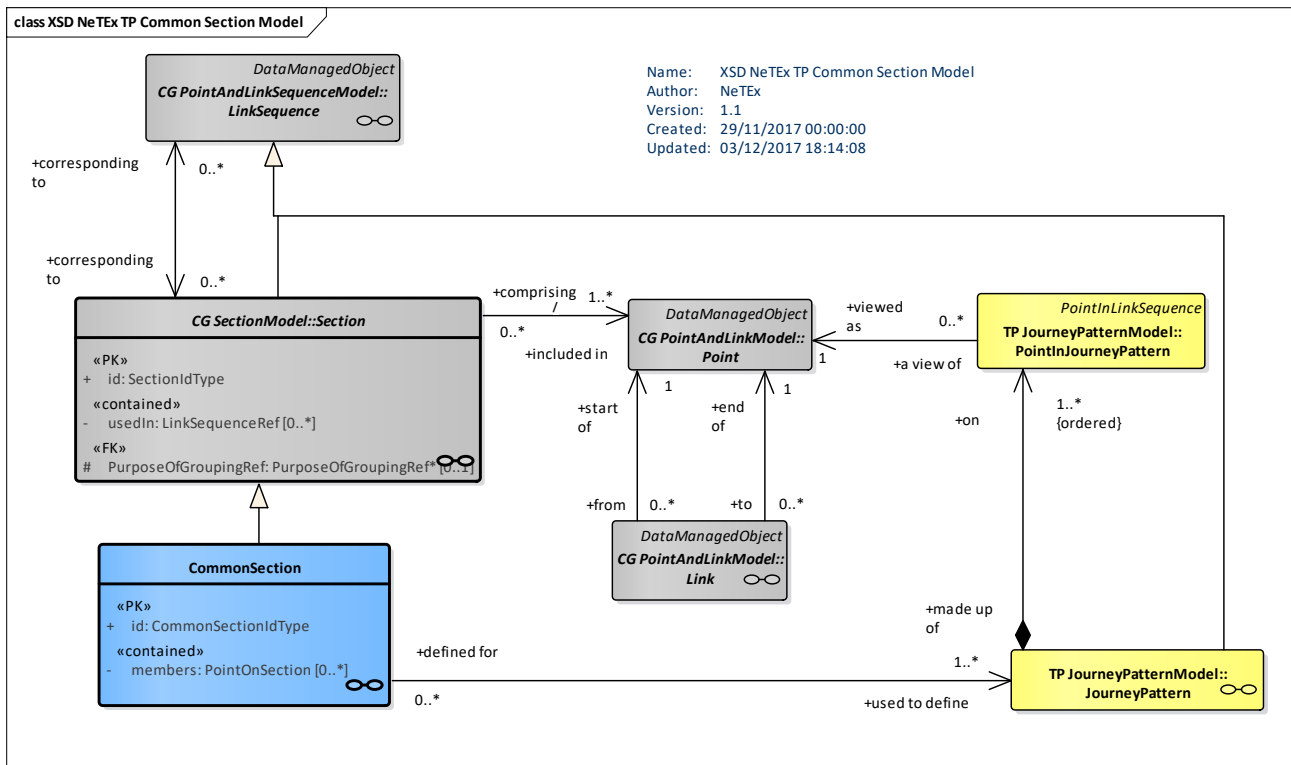 class XSD NeTEx TP Common Section Model
DataManagedObject
CG PointAndLinkSequenceModel::
LinkSequence
Name: XSD NeTEx TP Common Section Model
Author: NeTEx
Version: 1.1
Created: 29/11/2017 00:00:00
Updated: 03/12/2017 18:14:08
+corresponding
to
0..*
+corresponding
to
0..*
CG SectionModel::Section
«PK»
+ id: SectionIdType
«contained»
- usedIn: LinkSequenceRef [0..*]
«FK»
# PurposeOfGroupingRef: PurposeOfGroupingRef* [0..1]
+comprising
/
1..*
0..*
+included in
DataManagedObject
CG PointAndLinkModel::
Point
+viewed
as
0..*
1
+a view of
PointInLinkSequence
TP JourneyPatternModel::
PointInJourneyPattern
+start
of
1
+end
of
1
+on
1..*
{ordered}
+from
0..*
+to
0..*
DataManagedObject
CG PointAndLinkModel::
Link
CommonSection
«PK»
+ id: CommonSectionIdType
«contained»
- members: PointOnSection [0..*]
+defined for
0..*
+made up
of
1..*
+used to define
TP JourneyPatternModel::
JourneyPattern